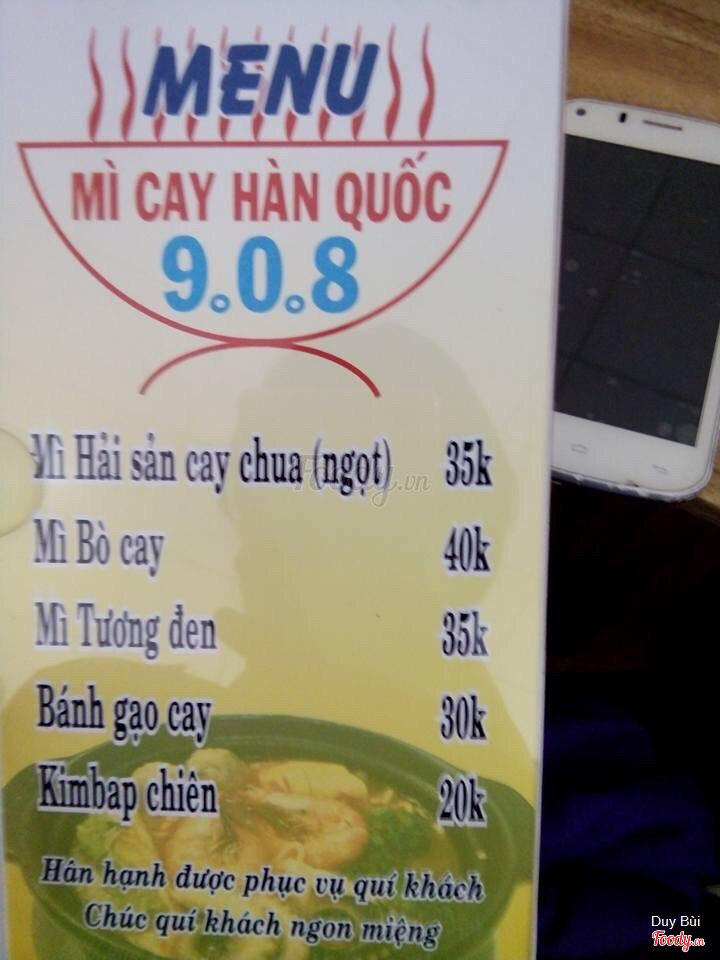 MENU
MÌ CAY HÀN QUỐC
9.0.8
Mì Hải sản cay chua (ngọt) 35k
Foody.vn
Mì Bò cay 40k
Mì Tương đen 35k
Bánh gạo cay 30k
Kimbap chiên 20k
Hân hạnh được phục vụ quí khách
Chúc quí khách ngon miệng
Duy Bùi
Foody.vn